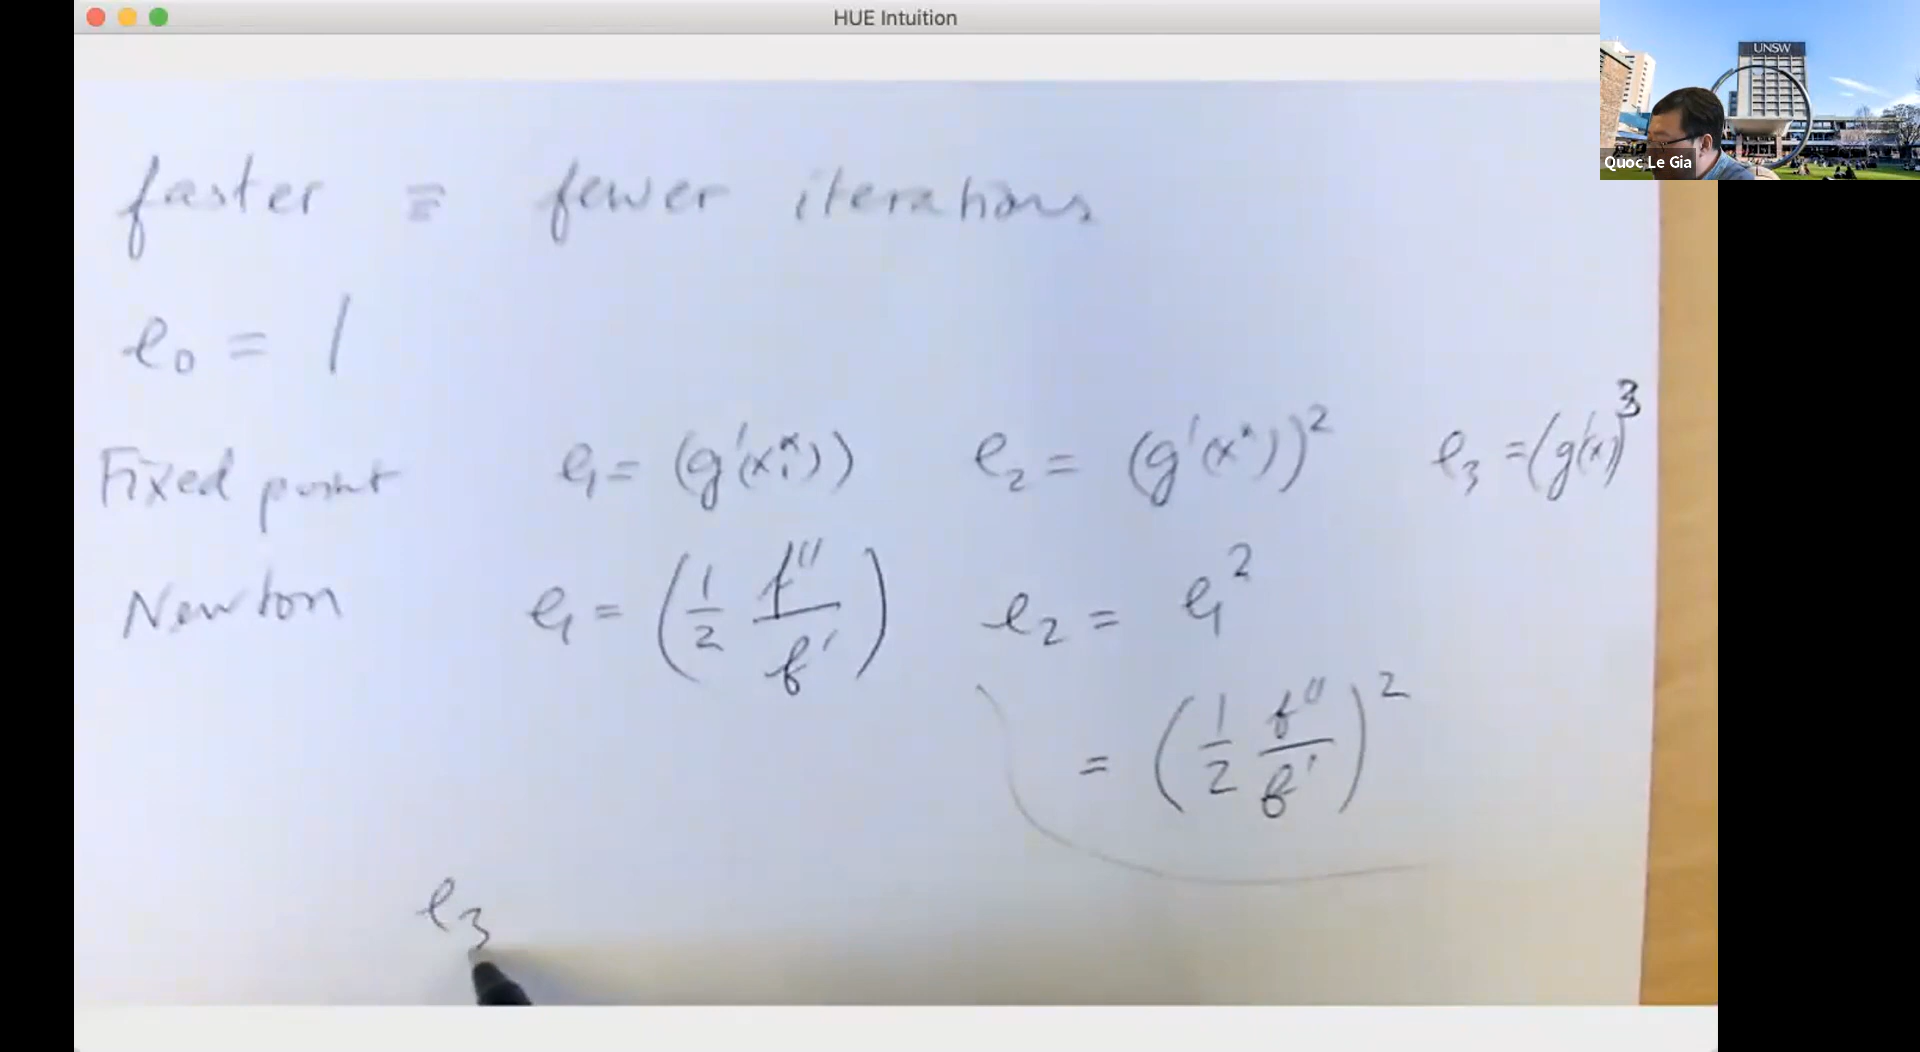 HUE Intuition
UNSW
Quoc Le Gia
faster = fewer iterations
e₀ = 1
Fixed point e₁ = (g'(x₁*)) e₂ = (g'(x*))² e₃ = (g'(x))³
Newton e₁ = (1/2 f''/f') e₂ = e₁²
= (1/2 f''/f')²
e₃